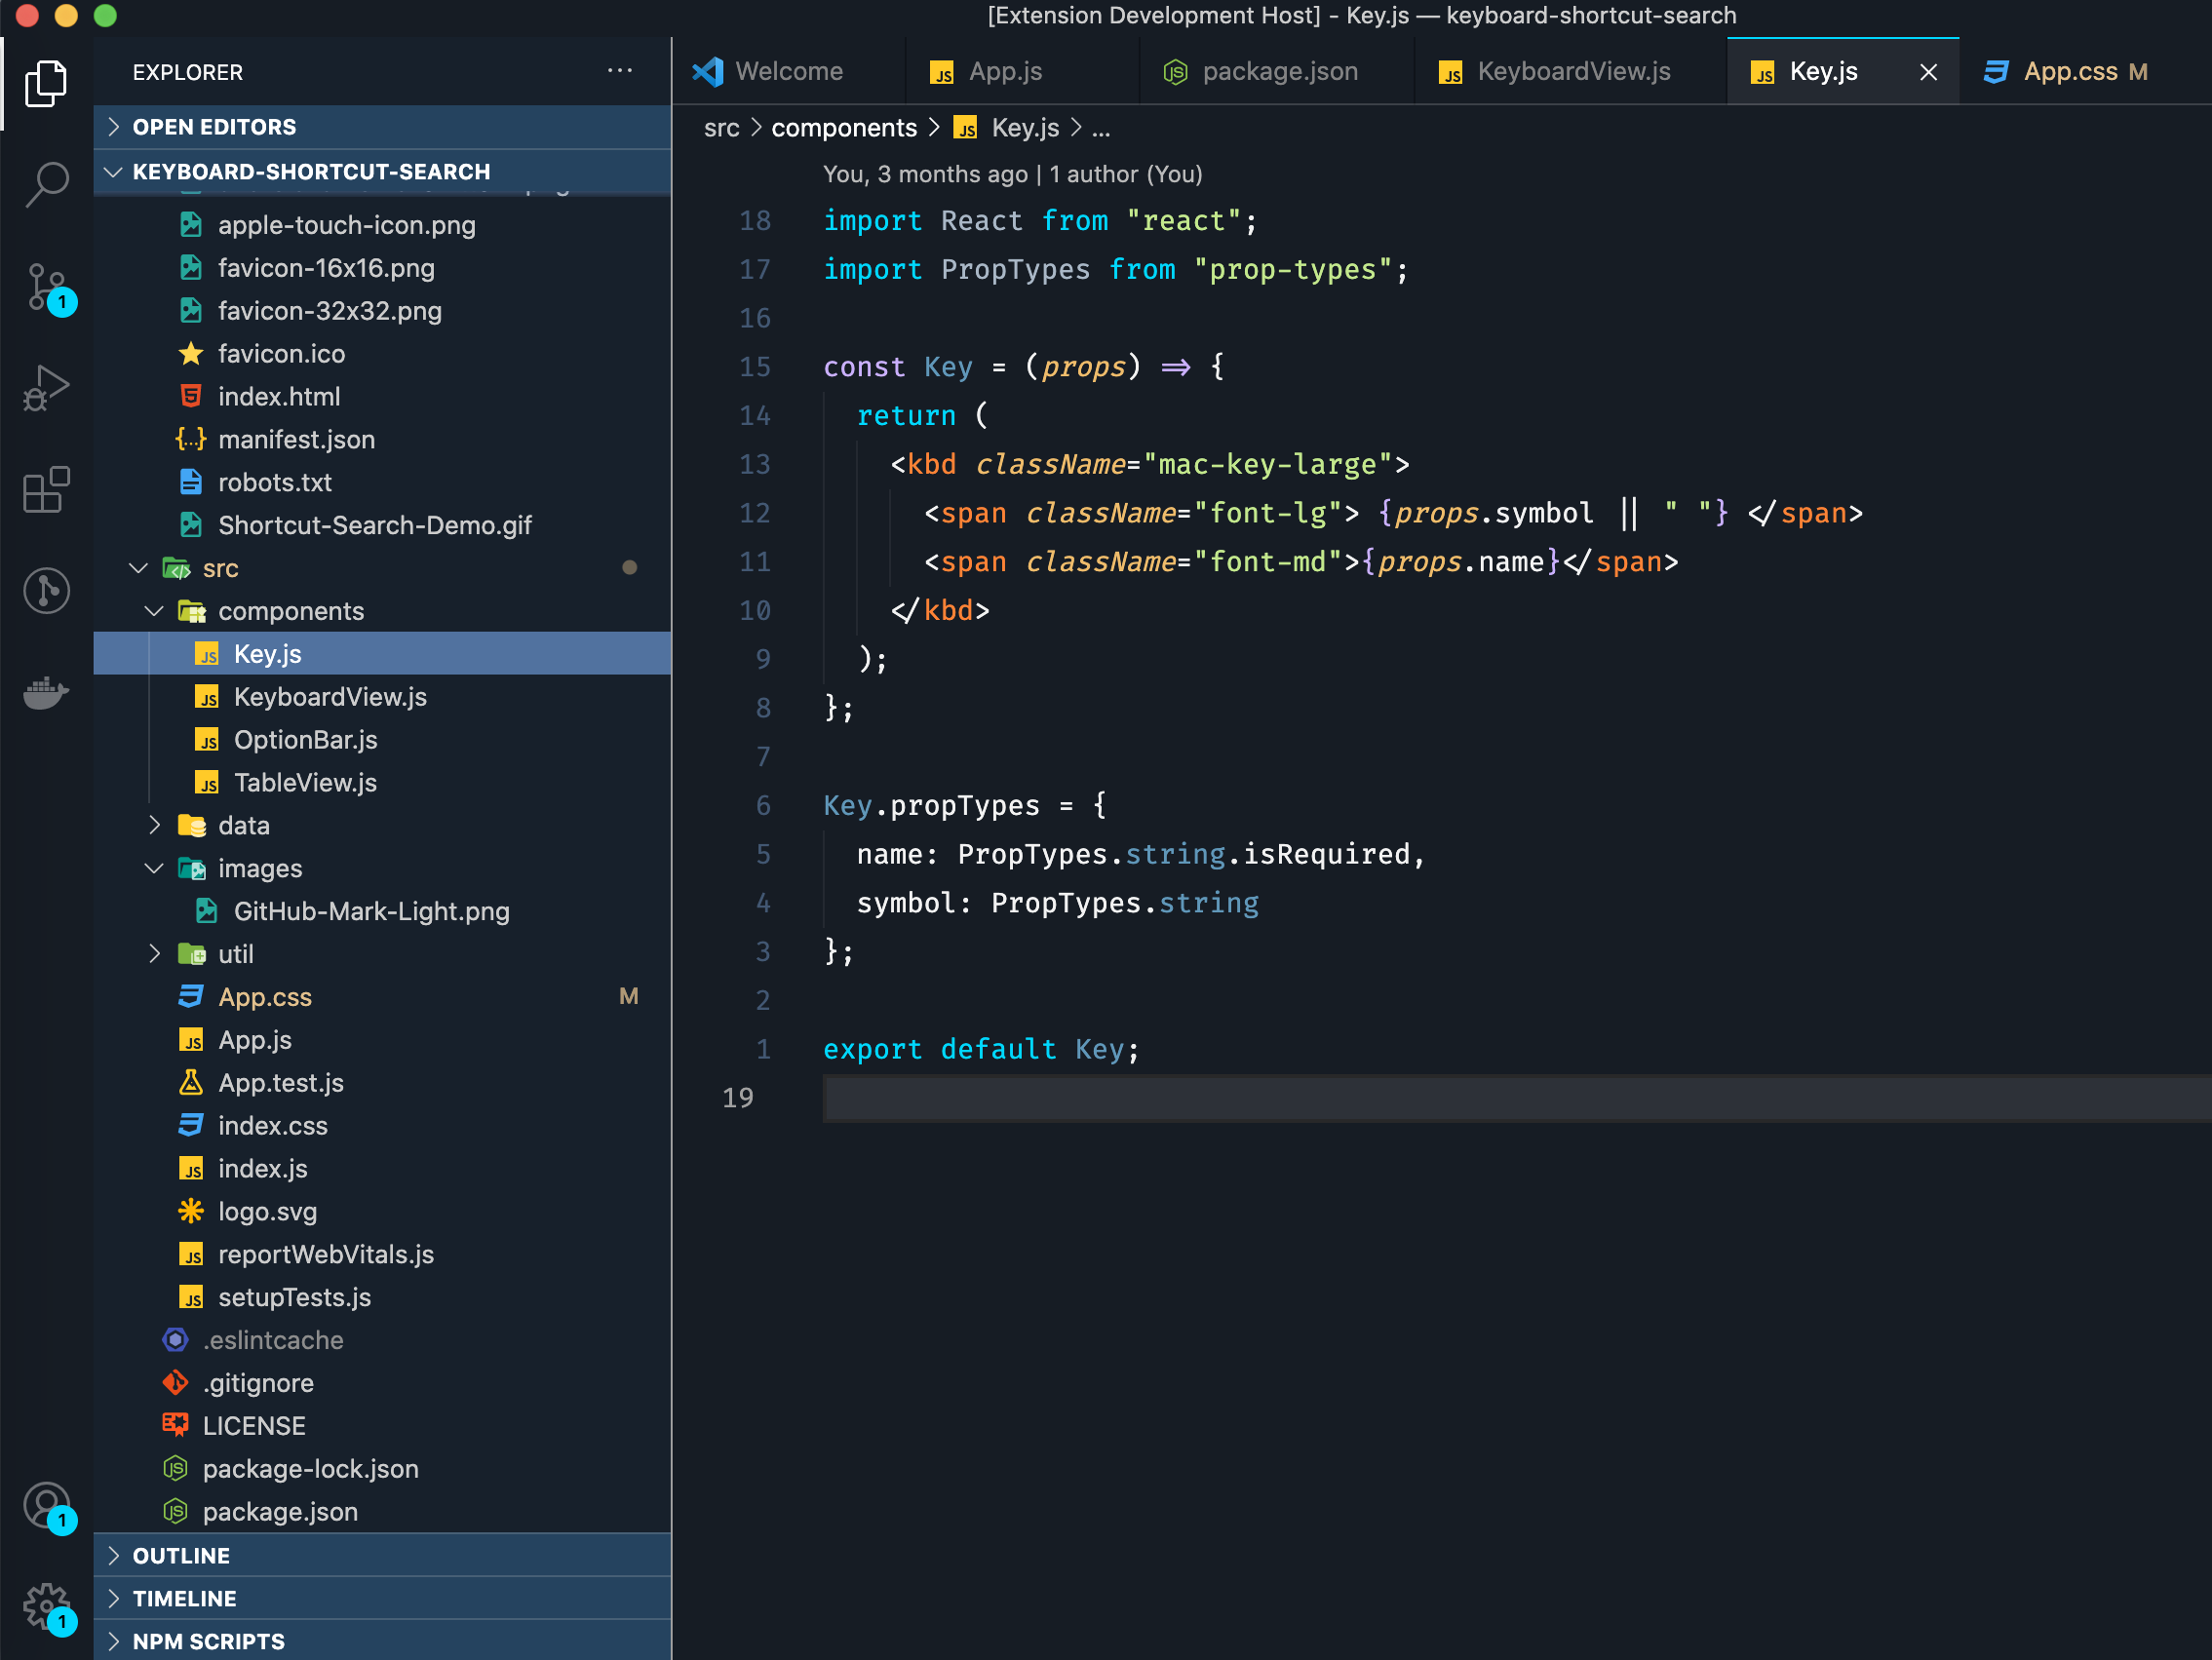 [Extension Development Host] - Key.js — keyboard-shortcut-search
EXPLORER
OPEN EDITORS
KEYBOARD-SHORTCUT-SEARCH
apple-touch-icon.png
favicon-16x16.png
favicon-32x32.png
favicon.ico
index.html
manifest.json
robots.txt
Shortcut-Search-Demo.gif
src
components
Key.js
KeyboardView.js
OptionBar.js
TableView.js
data
images
GitHub-Mark-Light.png
util
App.css M
App.js
App.test.js
index.css
index.js
logo.svg
reportWebVitals.js
setupTests.js
.eslintcache
.gitignore
LICENSE
package-lock.json
package.json
OUTLINE
TIMELINE
NPM SCRIPTS
1
1
1
Welcome
App.js
package.json
KeyboardView.js
Key.js
App.css M
src > components > Key.js > ...
You, 3 months ago | 1 author (You)
18 import React from "react";
17 import PropTypes from "prop-types";
16
15 const Key = (props) => {
14 return (
13 <kbd className="mac-key-large">
12 <span className="font-lg"> {props.symbol || " "} </span>
11 <span className="font-md">{props.name}</span>
10 </kbd>
9 );
8 };
7
6 Key.propTypes = {
5 name: PropTypes.string.isRequired,
4 symbol: PropTypes.string
3 };
2
1 export default Key;
19